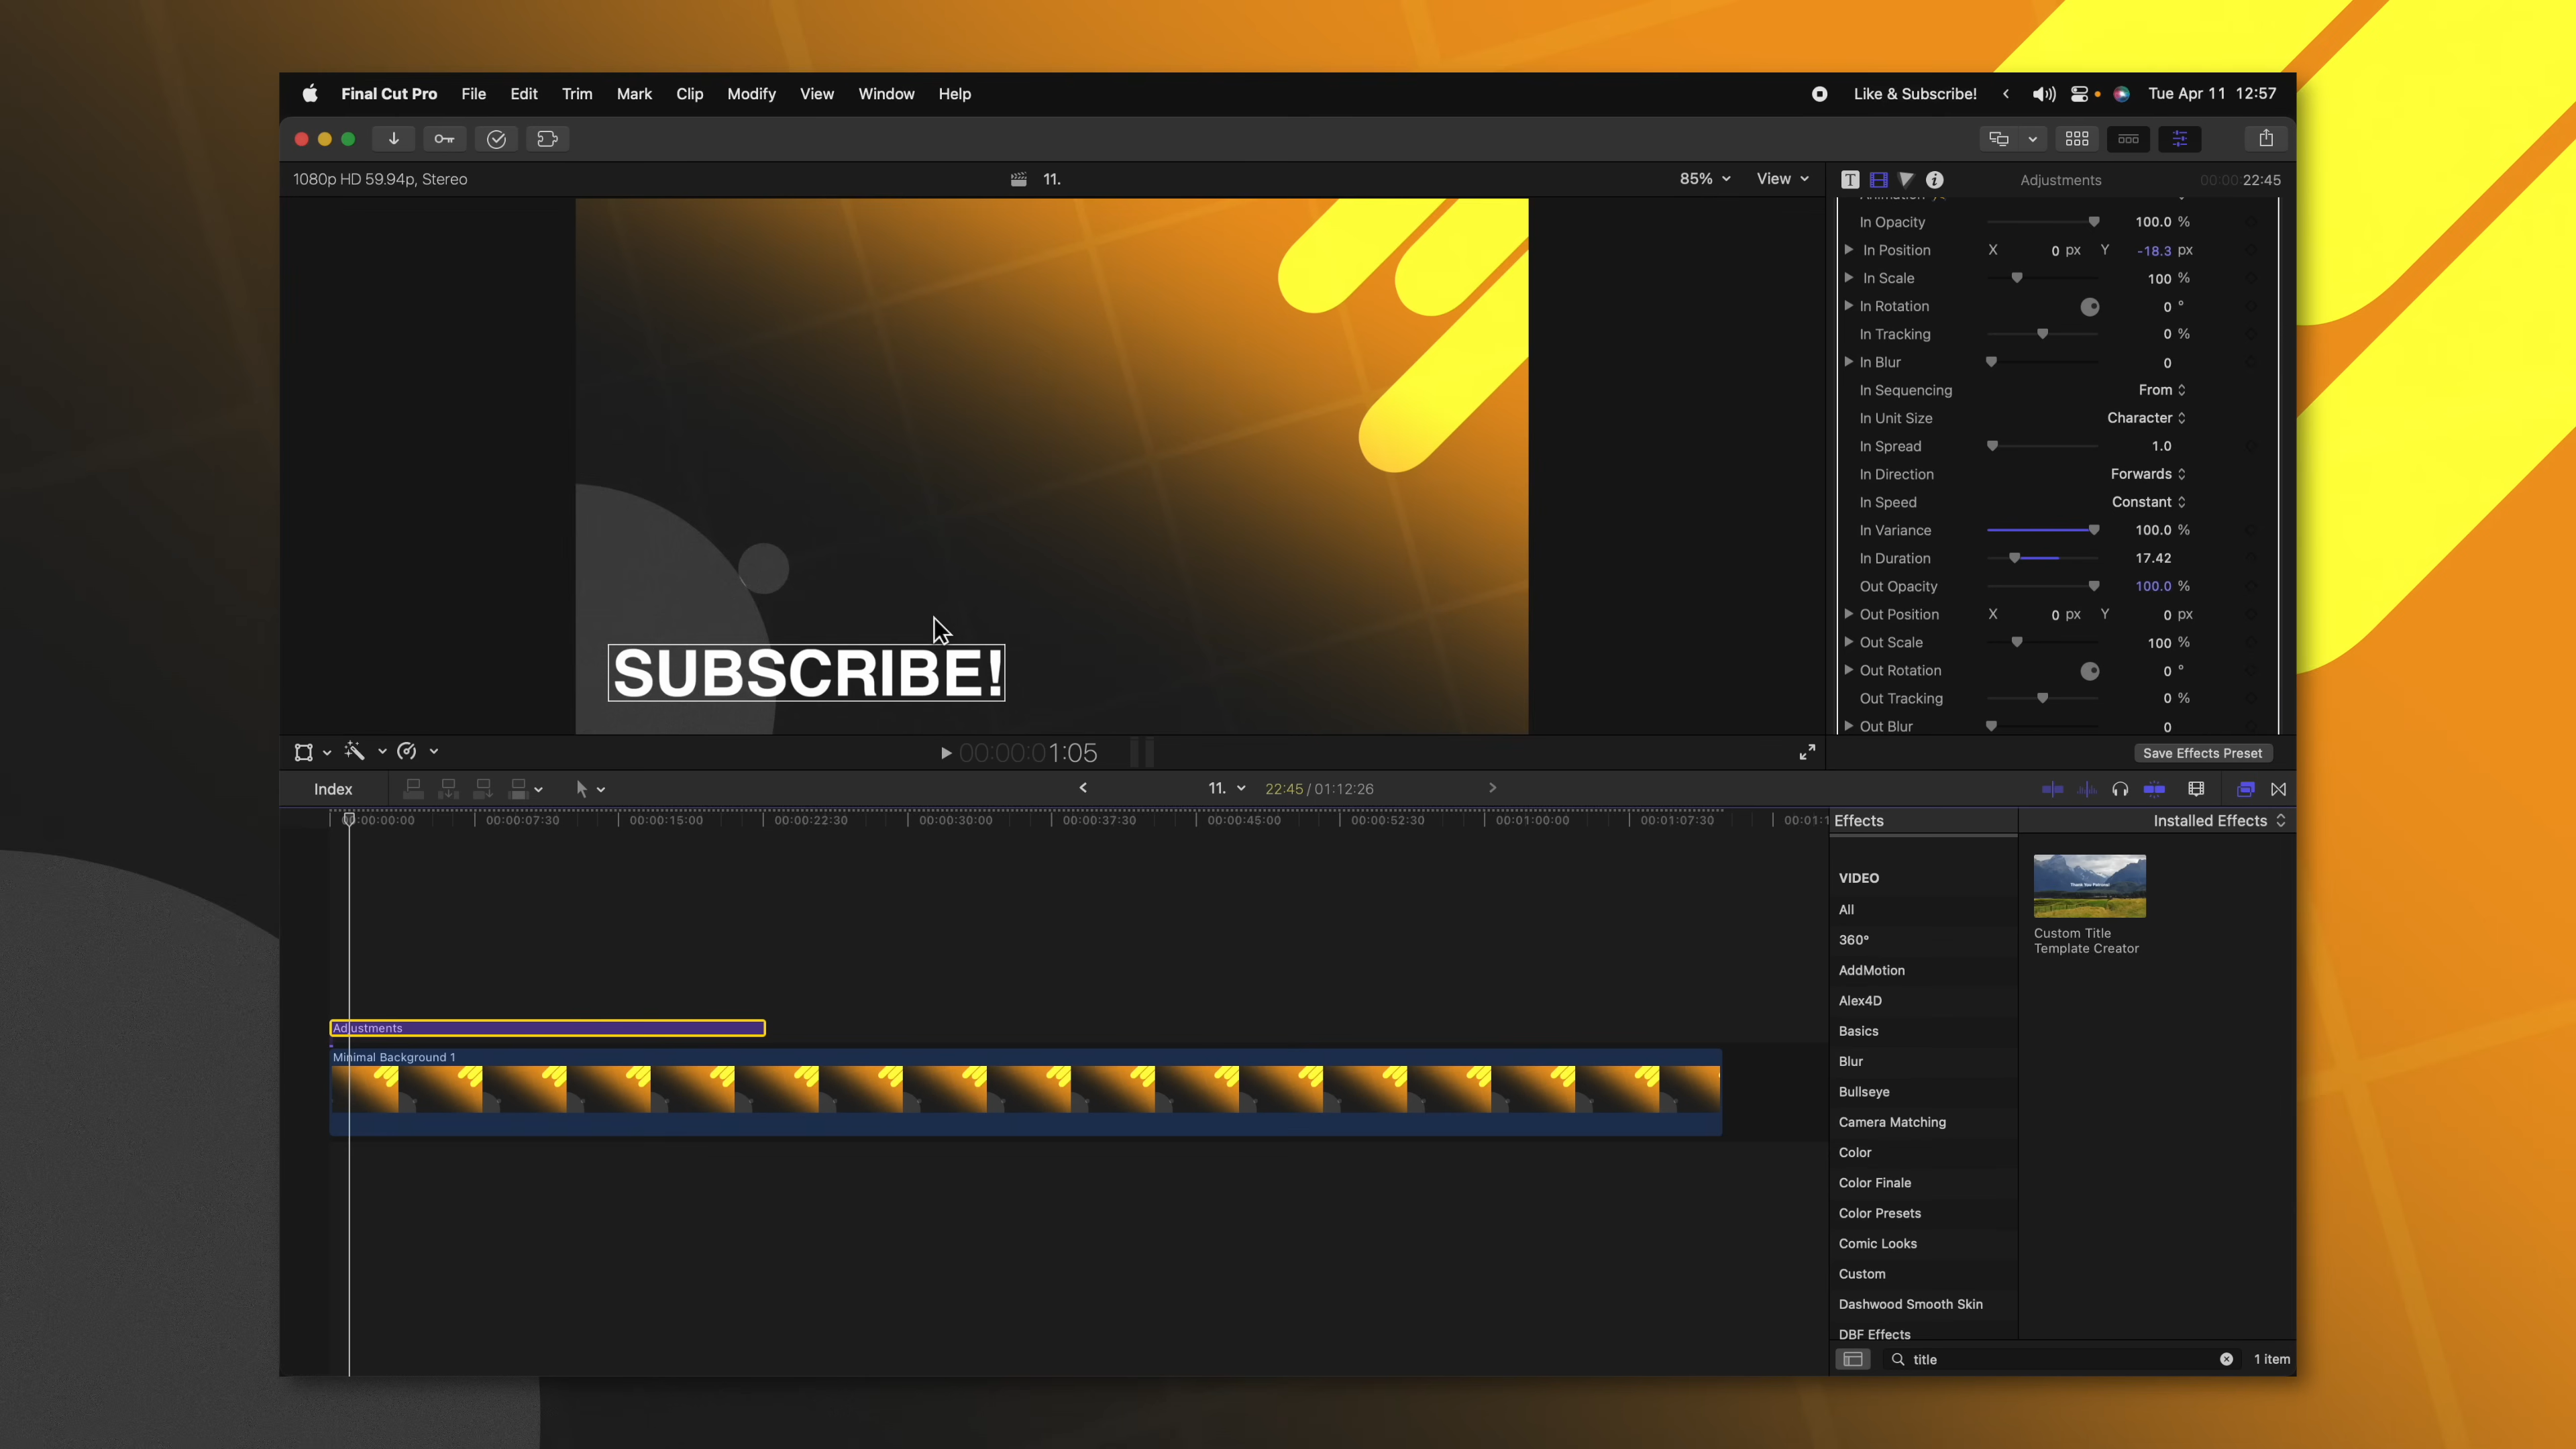 Final Cut Pro File Edit Trim Mark Clip Modify View Window Help Like & Subscribe! Tue Apr 11 12:57
1080p HD 59.94p, Stereo 11. 85% View Adjustments 00:00:22:45
Animation
In Opacity 100.0 %
In Position X 0 px Y -18.3 px
In Scale 100 %
In Rotation 0 °
In Tracking 0 %
In Blur 0
In Sequencing From
In Unit Size Character
In Spread 1.0
In Direction Forwards
In Speed Constant
In Variance 100.0 %
In Duration 17.42
Out Opacity 100.0 %
Out Position X 0 px Y 0 px
Out Scale 100 %
Out Rotation 0 °
Out Tracking 0 %
Out Blur 0
SUBSCRIBE!
00:00:01:05 Save Effects Preset
Index 11. 22:45 / 01:12:26
00:00:00:00 00:00:07:30 00:00:15:00 00:00:22:30 00:00:30:00 00:00:37:30 00:00:45:00 00:00:52:30 00:01:00:00 00:01:07:30 00:01:1
Adjustments
Minimal Background 1
Effects Installed Effects
VIDEO
All
360°
AddMotion
Alex4D
Basics
Blur
Bullseye
Camera Matching
Color
Color Finale
Color Presets
Comic Looks
Custom
Dashwood Smooth Skin
DBF Effects
Thank You Patrons!
Custom Title
Template Creator
title 1 item